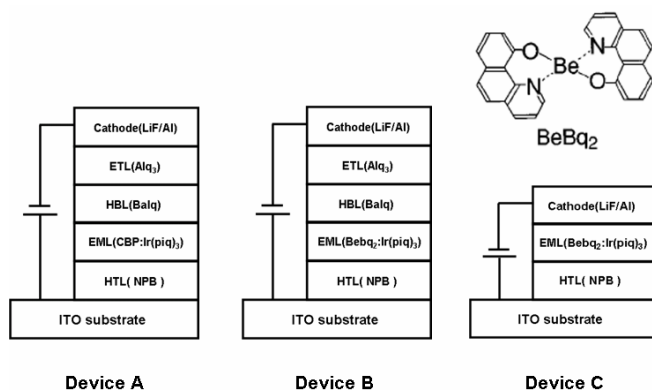 Cathode(LiF/Al)
ETL(Alq₃)
HBL(Balq)
EML(CBP:Ir(piq)₃)
HTL( NPB )
ITO substrate
Device A
Cathode(LiF/Al)
ETL(Alq₃)
HBL(Balq)
EML(Bebq₂:Ir(piq)₃)
HTL( NPB )
ITO substrate
Device B
O
N
Be
N
O
BeBq₂
Cathode(LiF/Al)
EML(Bebq₂:Ir(piq)₃)
HTL( NPB )
ITO substrate
Device C